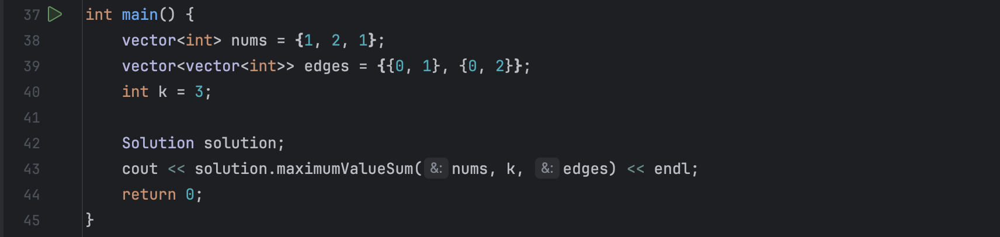 37 int main() {
38 vector<int> nums = {1, 2, 1};
39 vector<vector<int>> edges = {{0, 1}, {0, 2}};
40 int k = 3;
41
42 Solution solution;
43 cout << solution.maximumValueSum( &: nums, k, &: edges) << endl;
44 return 0;
45 }